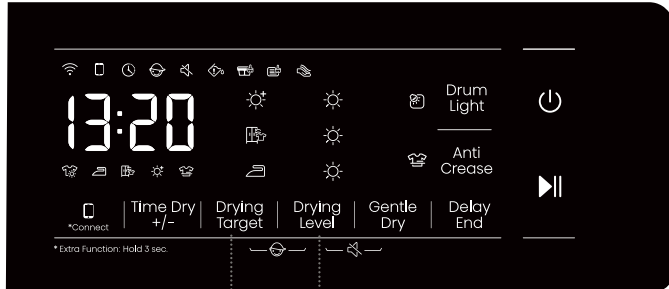 13:20
Drum
Light
Anti
Crease
*Connect
Time Dry
+/-
Drying
Target
Drying
Level
Gentle
Dry
Delay
End
* Extra Function: Hold 3 sec.